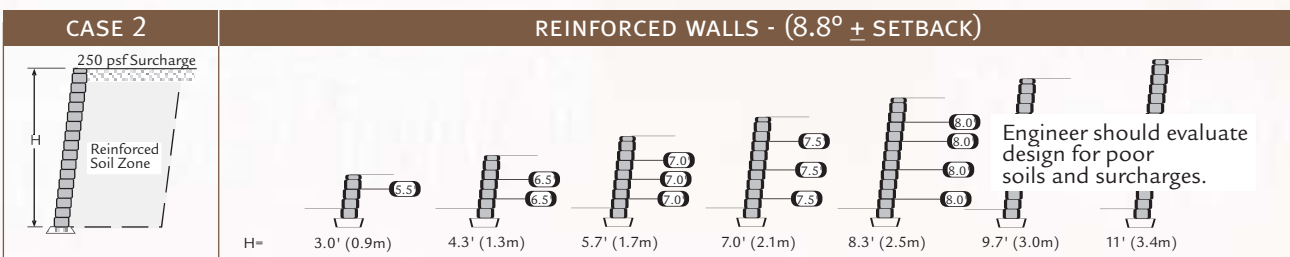 CASE 2
REINFORCED WALLS - (8.8° ± SETBACK)
250 psf Surcharge
H
Reinforced
Soil Zone
5.5'
6.5'
6.5'
7.0'
7.0'
7.0'
7.5'
7.5'
7.5'
8.0'
8.0'
8.0'
8.0'
Engineer should evaluate
design for poor
soils and surcharges.
H= 3.0' (0.9m) 4.3' (1.3m) 5.7' (1.7m) 7.0' (2.1m) 8.3' (2.5m) 9.7' (3.0m) 11' (3.4m)